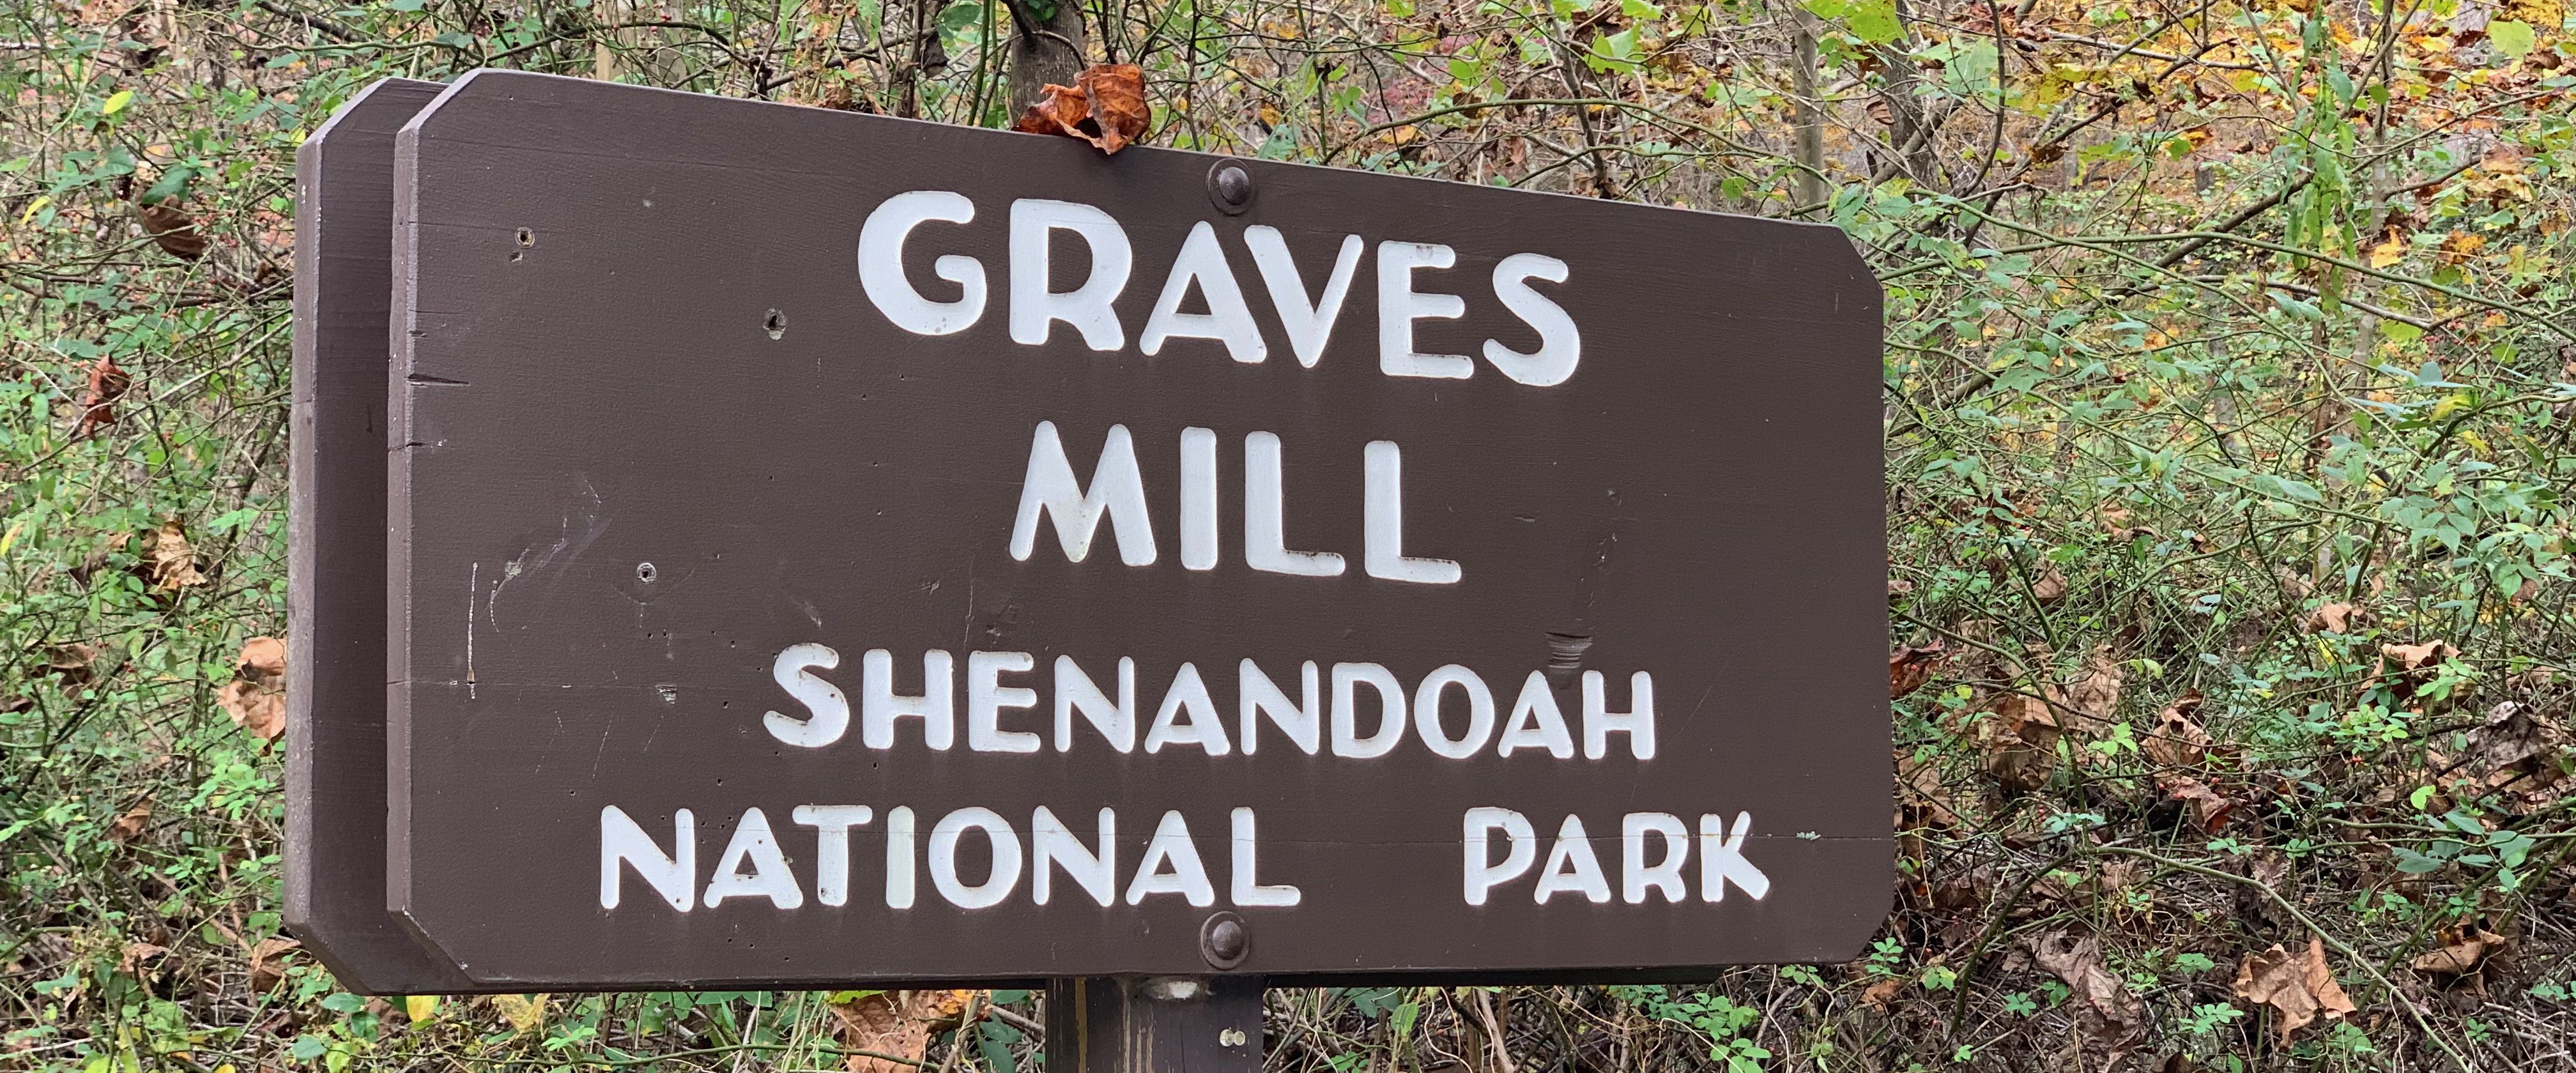 GRAVES
MILL
SHENANDOAH
NATIONAL PARK